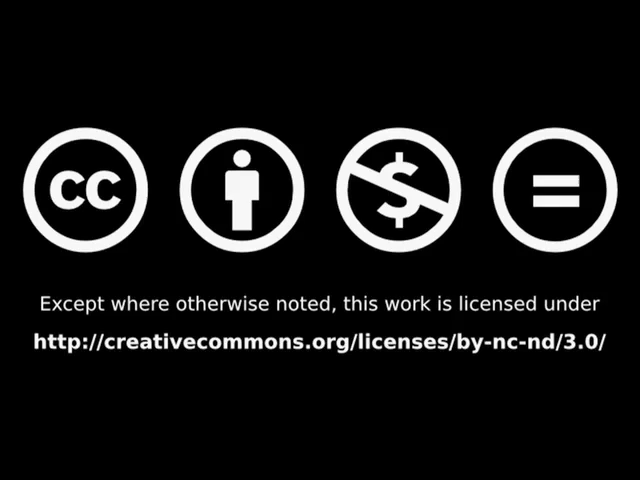 cc
$
=
Except where otherwise noted, this work is licensed under
http://creativecommons.org/licenses/by-nc-nd/3.0/